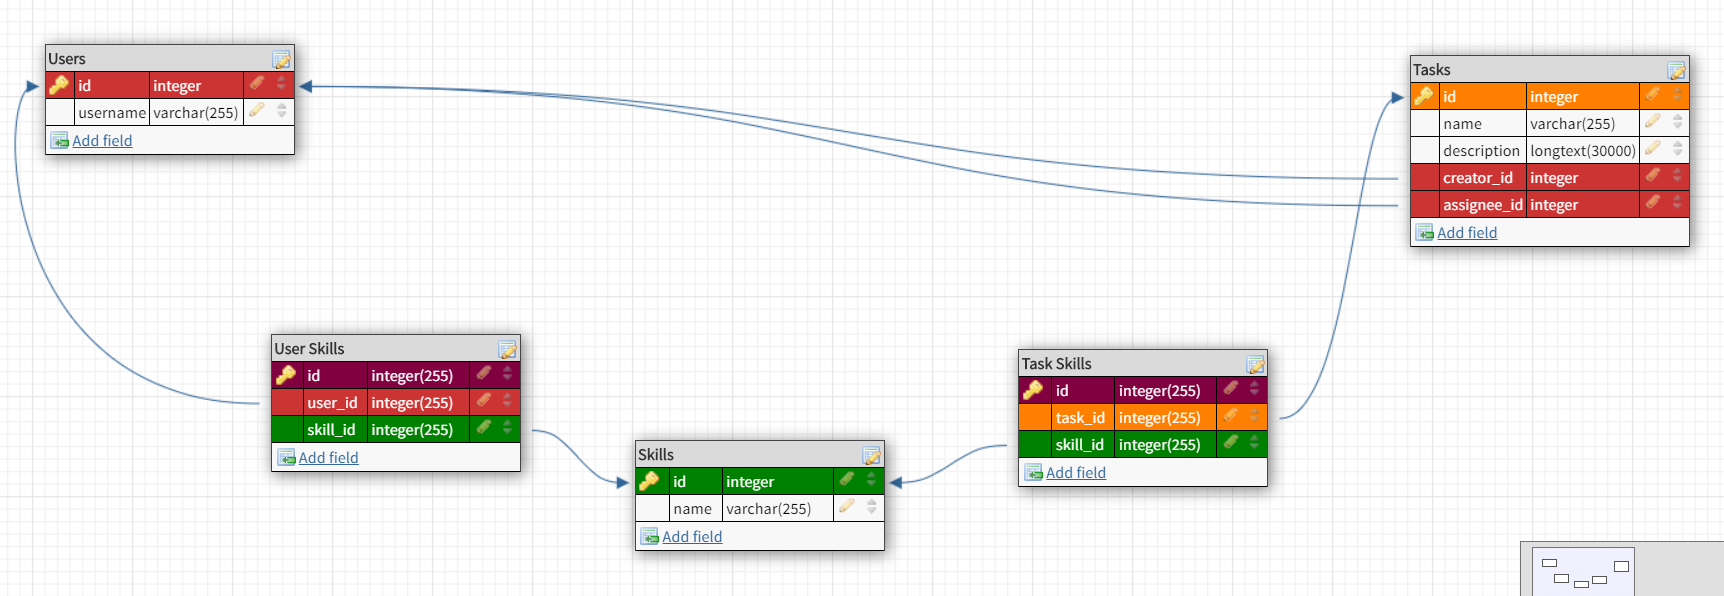 Users
id integer
username varchar(255)
Add field
Tasks
id integer
name varchar(255)
description longtext(30000)
creator_id integer
assignee_id integer
Add field
User Skills
id integer(255)
user_id integer(255)
skill_id integer(255)
Add field
Skills
id integer
name varchar(255)
Add field
Task Skills
id integer(255)
task_id integer(255)
skill_id integer(255)
Add field